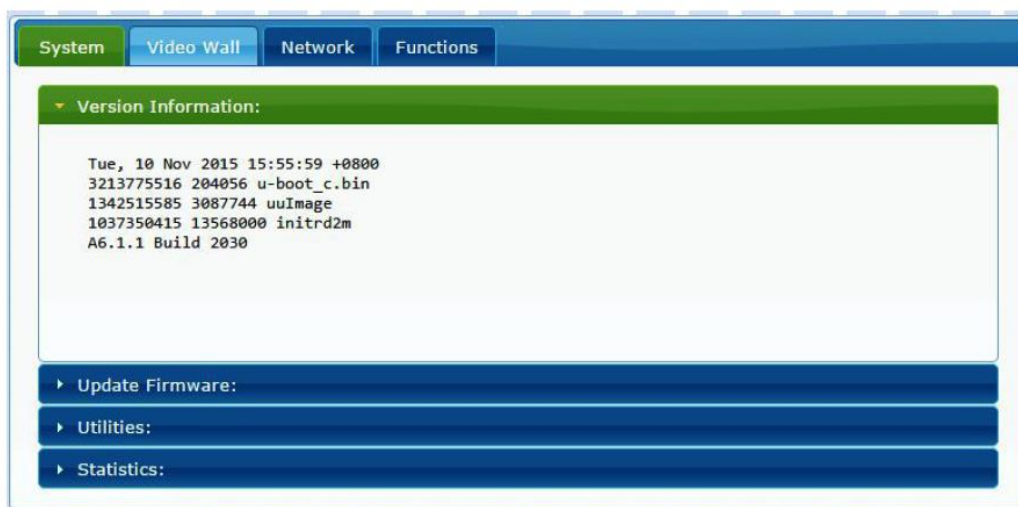 System Video Wall Network Functions
Version Information:
Tue, 10 Nov 2015 15:55:59 +0800
3213775516 204056 u-boot_c.bin
1342515585 3087744 uuImage
1037350415 13568000 initrd2m
A6.1.1 Build 2030
Update Firmware:
Utilities:
Statistics: